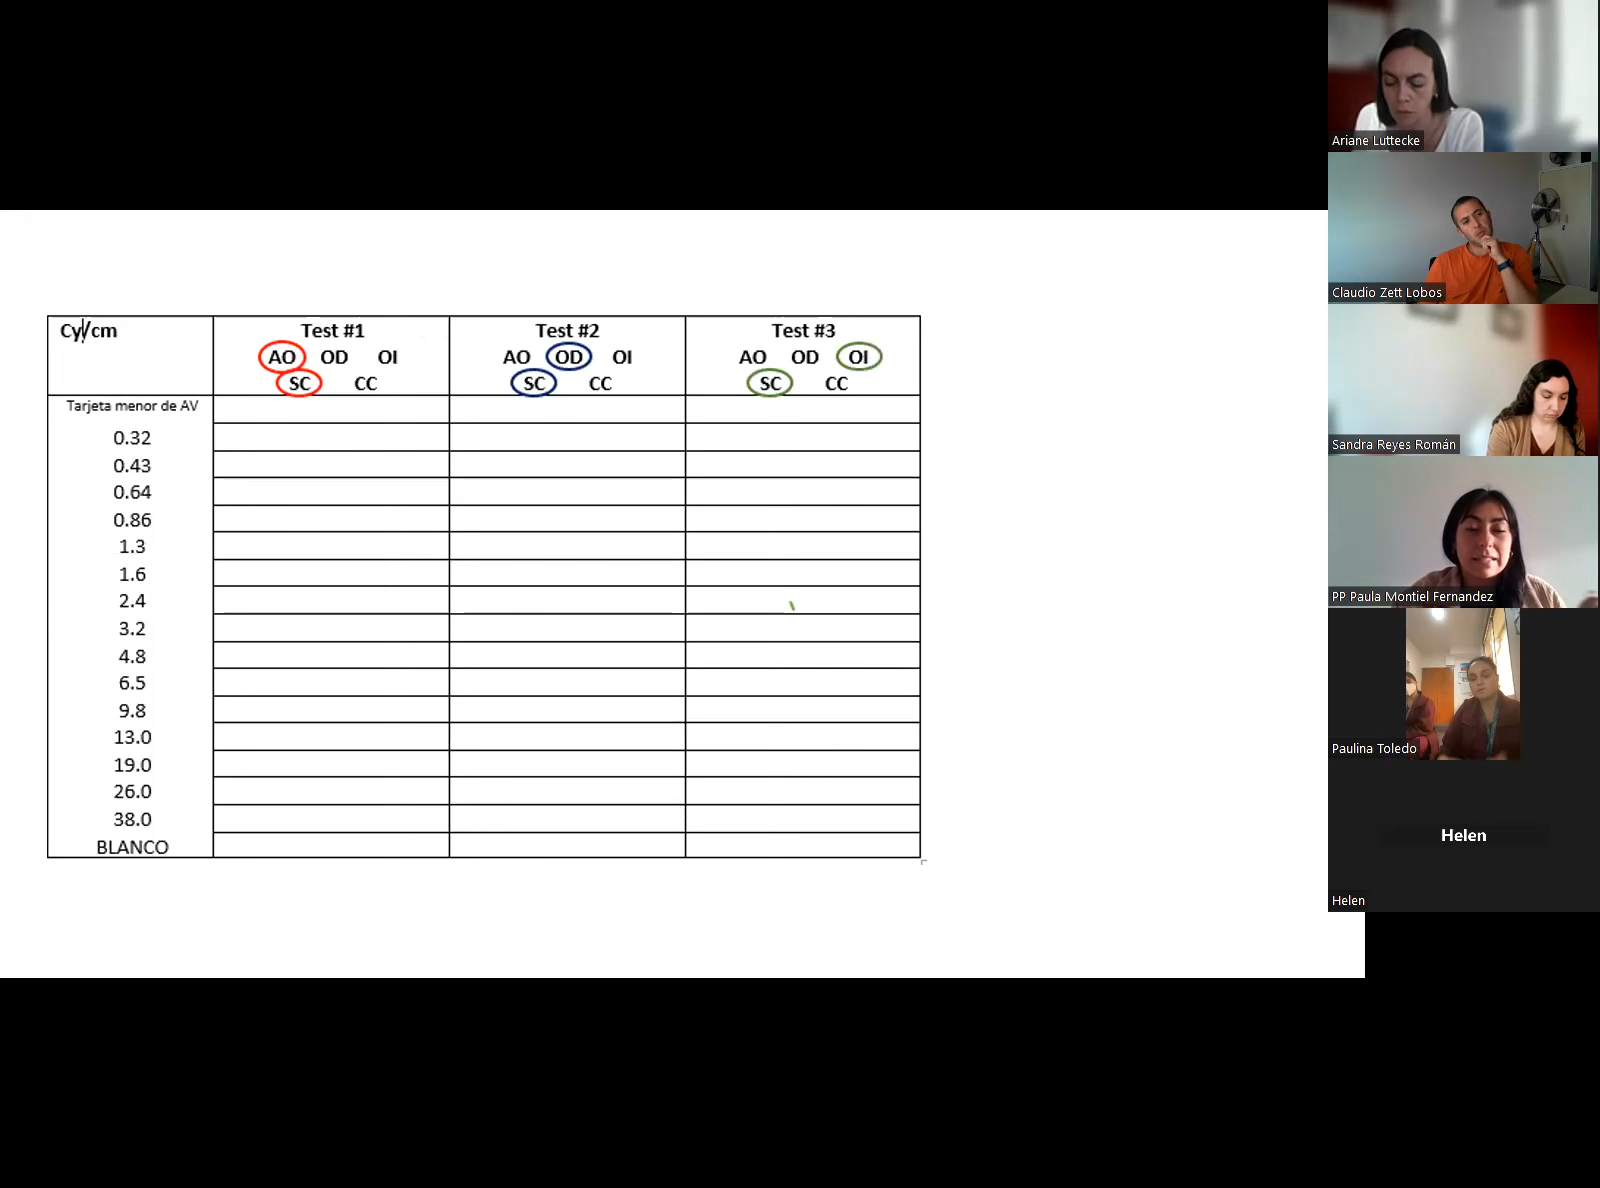 Cy/cm
Test #1
Test #2
Test #3
AO OD OI
AO OD OI
AO OD OI
SC CC
SC CC
SC CC
Tarjeta menor de AV
0.32
0.43
0.64
0.86
1.3
1.6
2.4
3.2
4.8
6.5
9.8
13.0
19.0
26.0
38.0
BLANCO
Ariane Luttecke
Claudio Zett Lobos
Sandra Reyes Román
PP Paula Montiel Fernandez
Paulina Toledo
Helen
Helen